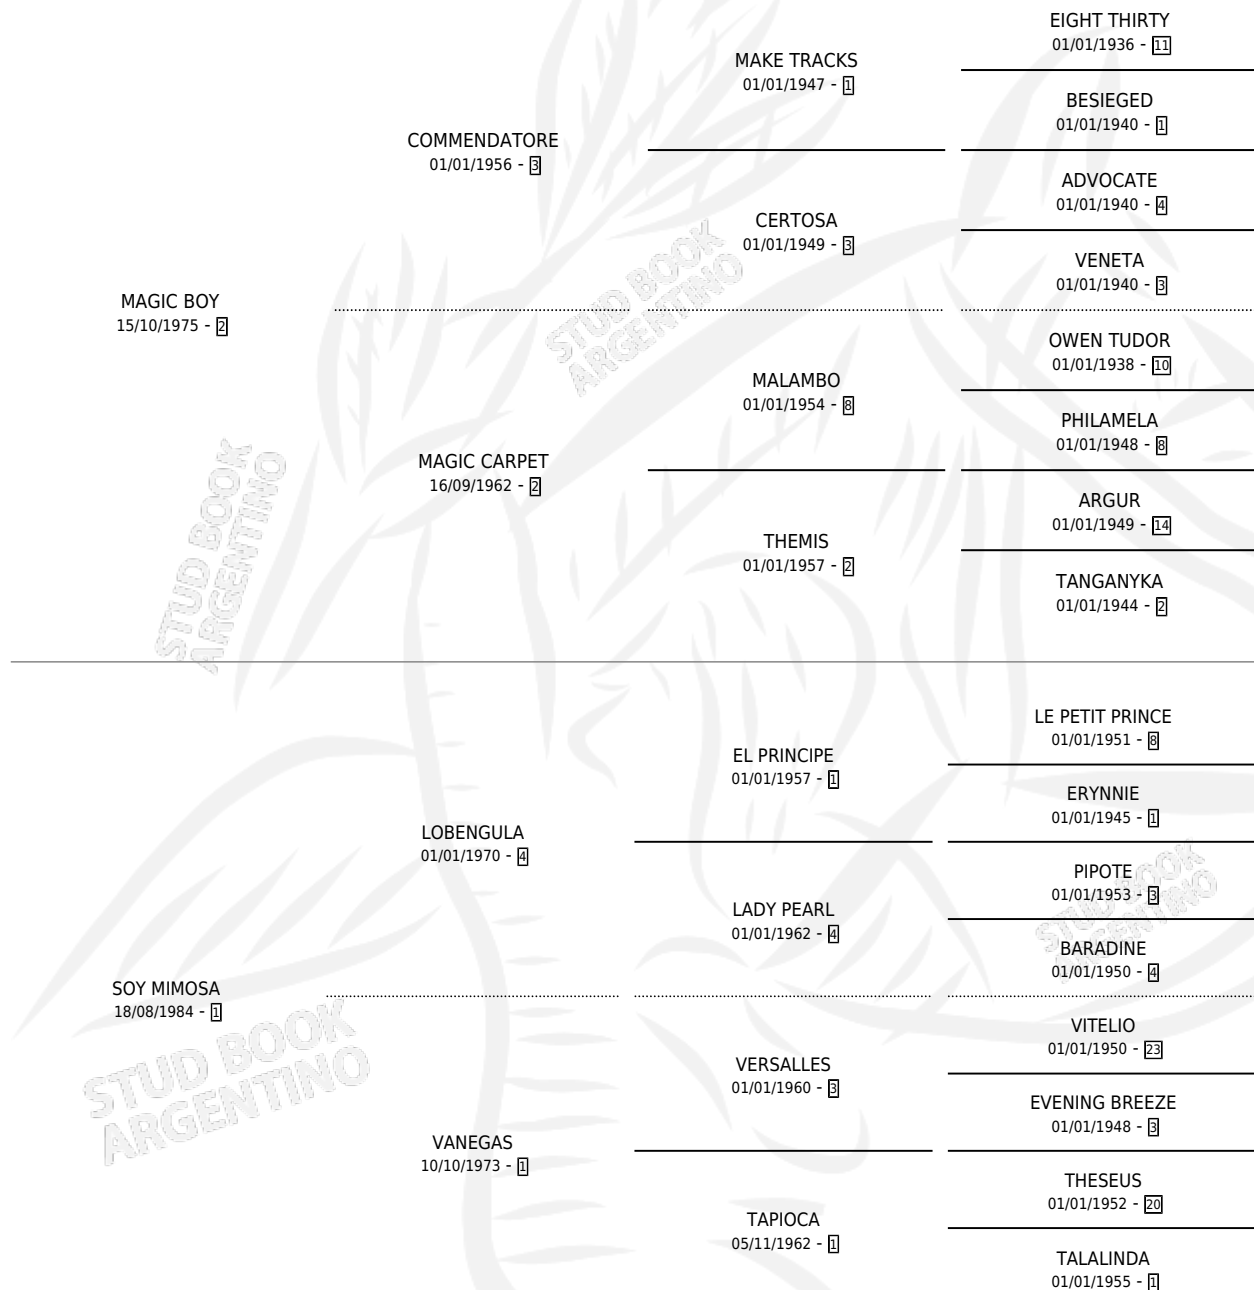 EIGHT THIRTY
01/01/1936 - 11
MAKE TRACKS
01/01/1947 - 1
BESIEGED
01/01/1940 - 1
COMMENDATORE
01/01/1956 - 3
ADVOCATE
01/01/1940 - 4
CERTOSA
01/01/1949 - 3
VENETA
01/01/1940 - 3
MAGIC BOY
15/10/1975 - 2
OWEN TUDOR
01/01/1938 - 10
MALAMBO
01/01/1954 - 8
PHILAMELA
01/01/1948 - 8
MAGIC CARPET
16/09/1962 - 2
ARGUR
01/01/1949 - 14
THEMIS
01/01/1957 - 2
TANGANYKA
01/01/1944 - 2
LE PETIT PRINCE
01/01/1951 - 8
EL PRINCIPE
01/01/1957 - 1
ERYNNIE
01/01/1945 - 1
LOBENGULA
01/01/1970 - 4
PIPOTE
01/01/1953 - 3
LADY PEARL
01/01/1962 - 4
BARADINE
01/01/1950 - 4
SOY MIMOSA
18/08/1984 - 1
VITELIO
01/01/1950 - 23
VERSALLES
01/01/1960 - 3
EVENING BREEZE
01/01/1948 - 3
VANEGAS
10/10/1973 - 1
THESEUS
01/01/1952 - 20
TAPIOCA
05/11/1962 - 1
TALALINDA
01/01/1955 - 1
STUD BOOK
ARGENTINO
STUD BOOK
ARGENTINO
STUD BOOK
ARGENTINO
STUD BOOK
ARGENTINO